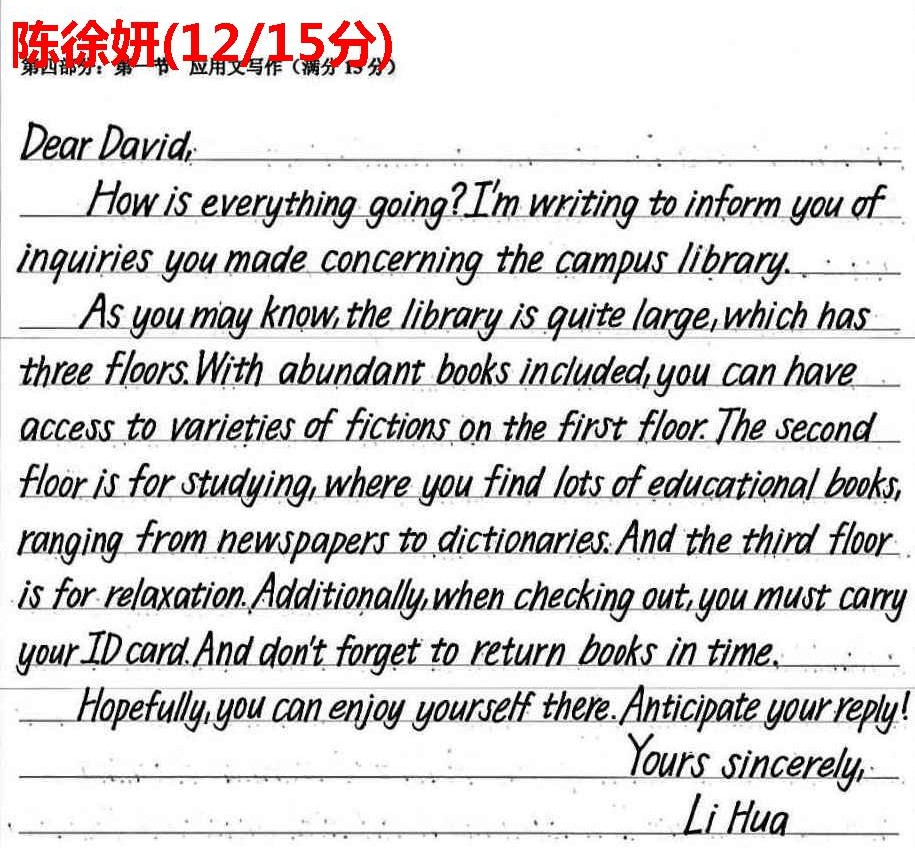 陈徐妍(12/15分)
第四部分：第一节 应用文写作（满分15分）
Dear David,
How is everything going? I'm writing to inform you of
inquiries you made concerning the campus library.
As you may know, the library is quite large, which has
three floors. With abundant books included, you can have
access to varieties of fictions on the first floor. The second
floor is for studying, where you find lots of educational books,
ranging from newspapers to dictionaries. And the third floor
is for relaxation. Additionally, when checking out, you must carry
your ID card. And don't forget to return books in time.
Hopefully, you can enjoy yourself there. Anticipate your reply!
Yours sincerely,
Li Hua